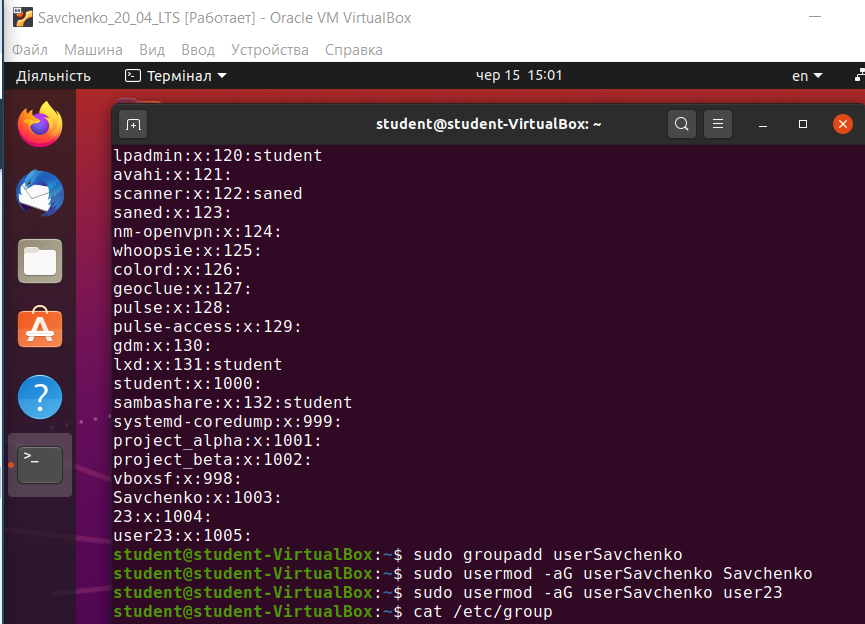 Savchenko_20_04_LTS [Работает] - Oracle VM VirtualBox
Файл Машина Вид Ввод Устройства Справка
Діяльність Термінал чер 15 15:01 en
student@student-VirtualBox: ~
lpadmin:x:120:student
avahi:x:121:
scanner:x:122:saned
saned:x:123:
nm-openvpn:x:124:
whoopsie:x:125:
colord:x:126:
geoclue:x:127:
pulse:x:128:
pulse-access:x:129:
gdm:x:130:
lxd:x:131:student
student:x:1000:
sambashare:x:132:student
systemd-coredump:x:999:
project_alpha:x:1001:
project_beta:x:1002:
vboxsf:x:998:
Savchenko:x:1003:
23:x:1004:
user23:x:1005:
student@student-VirtualBox:~$ sudo groupadd userSavchenko
student@student-VirtualBox:~$ sudo usermod -aG userSavchenko Savchenko
student@student-VirtualBox:~$ sudo usermod -aG userSavchenko user23
student@student-VirtualBox:~$ cat /etc/group